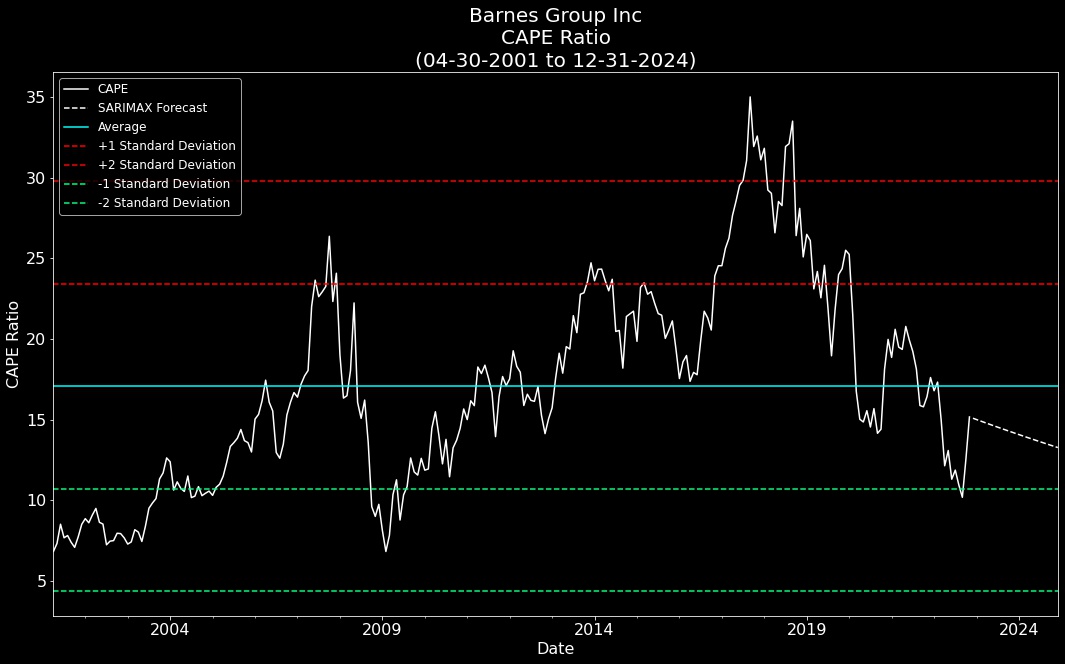 Barnes Group Inc
CAPE Ratio
(04-30-2001 to 12-31-2024)
CAPE
SARIMAX Forecast
Average
+1 Standard Deviation
+2 Standard Deviation
-1 Standard Deviation
-2 Standard Deviation
35
30
25
20
15
10
5
CAPE Ratio
2004
2009
2014
2019
2024
Date